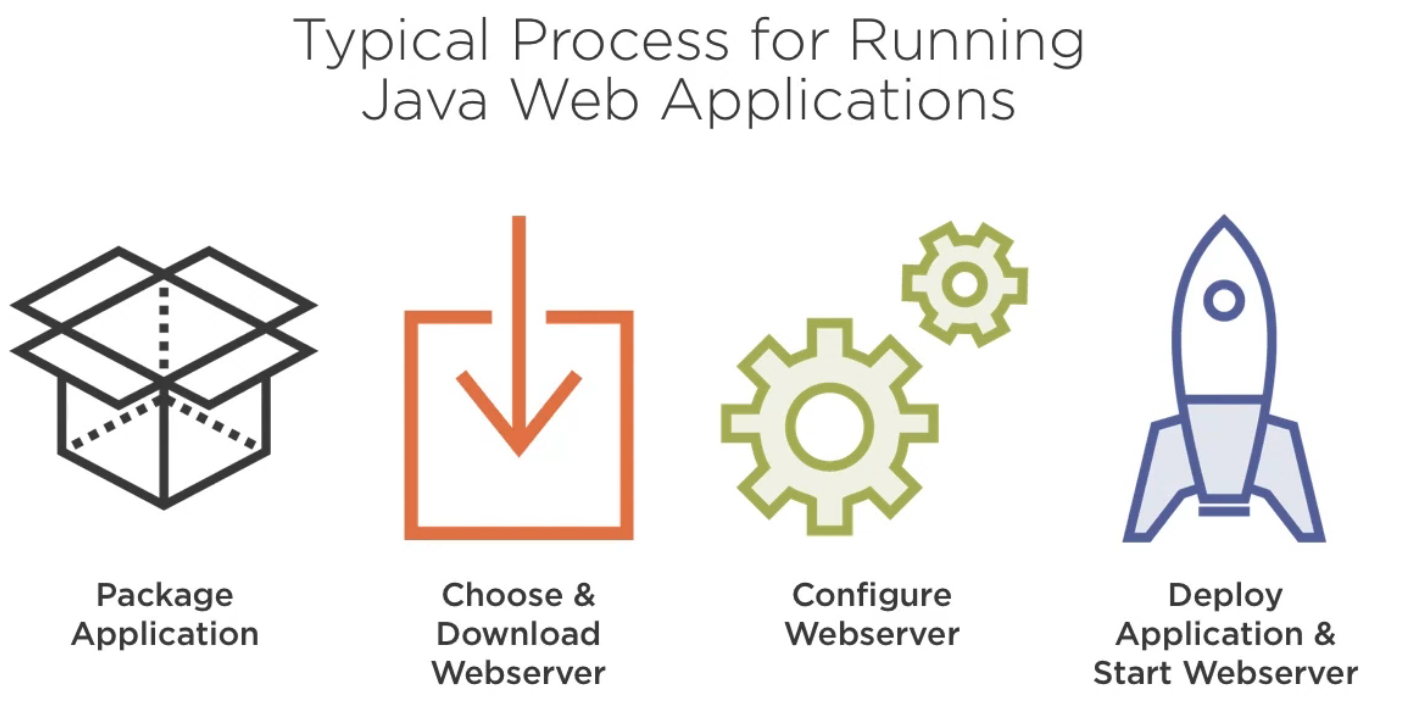 Typical Process for Running
Java Web Applications
Package
Application
Choose &
Download
Webserver
Configure
Webserver
Deploy
Application &
Start Webserver